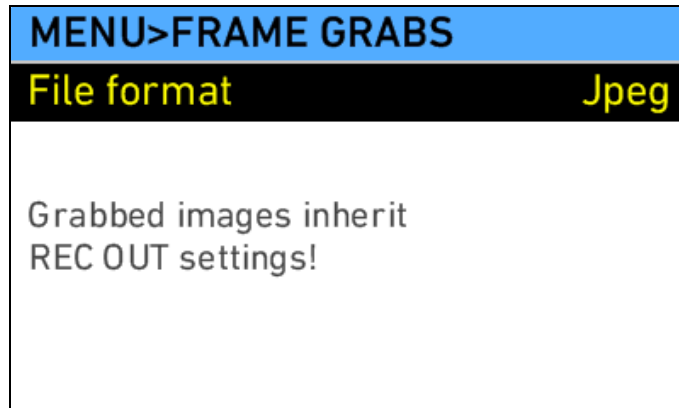 MENU>FRAME GRABS
File format Jpeg
Grabbed images inherit
REC OUT settings!